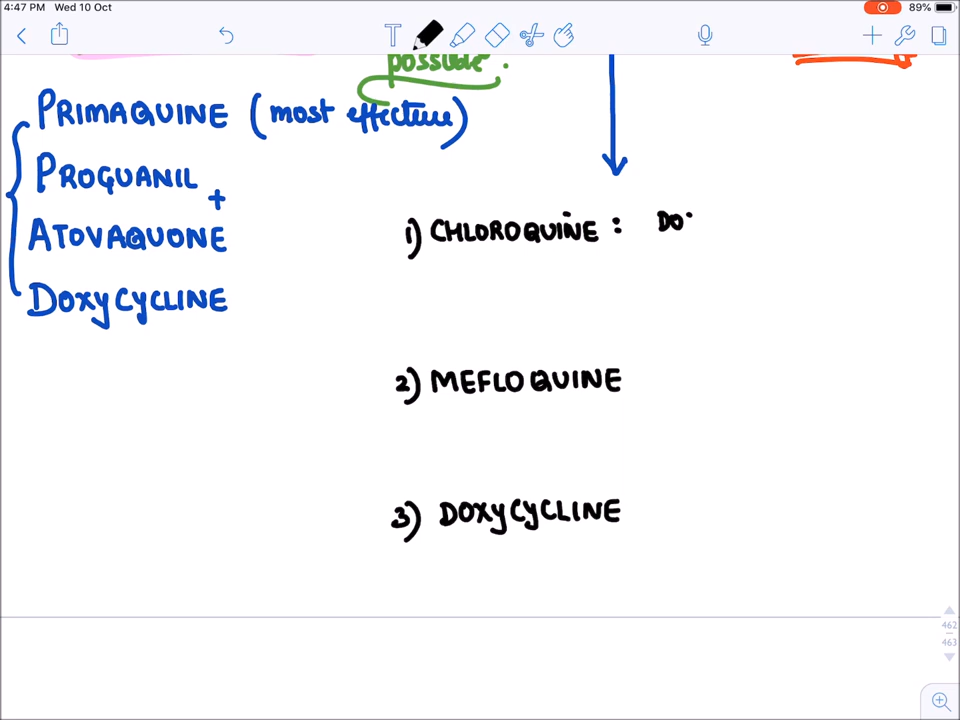 4:47 PM Wed 10 Oct
89%
T
possible.
PRIMAQUINE (most effective)
PROGUANIL
+
ATOVAQUONE
DOXYCYCLINE
1) CHLOROQUINE : DO
2) MEFLOQUINE
3) DOXYCYCLINE
462
463